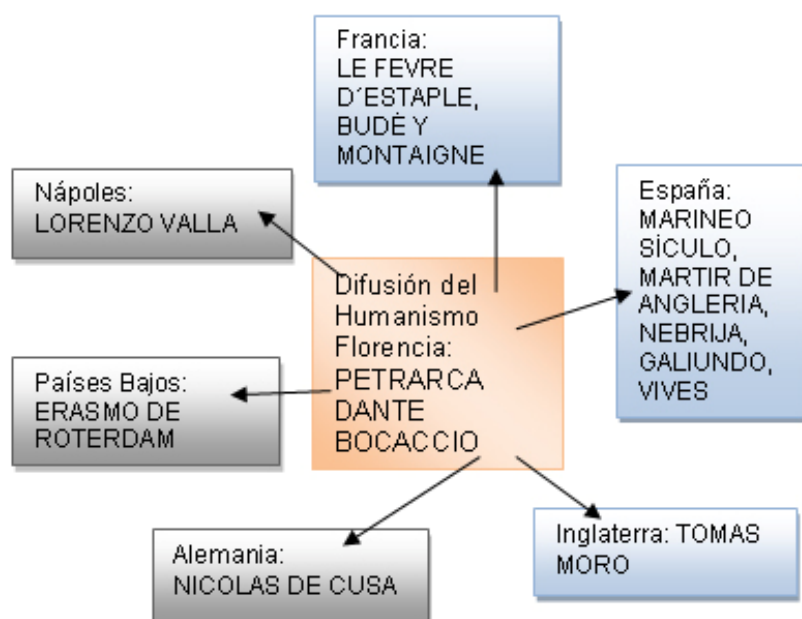 Francia:
LE FEVRE
D´ESTAPLE,
BUDÉ Y
MONTAIGNE
Nápoles:
LORENZO VALLA
España:
MARINEO
SÍCULO,
MARTIR DE
ANGLERIA,
NEBRIJA,
GALIUNDO,
VIVES
Difusión del
Humanismo
Florencia:
PETRARCA
DANTE
BOCACCIO
Países Bajos:
ERASMO DE
ROTERDAM
Alemania:
NICOLAS DE CUSA
Inglaterra: TOMAS
MORO